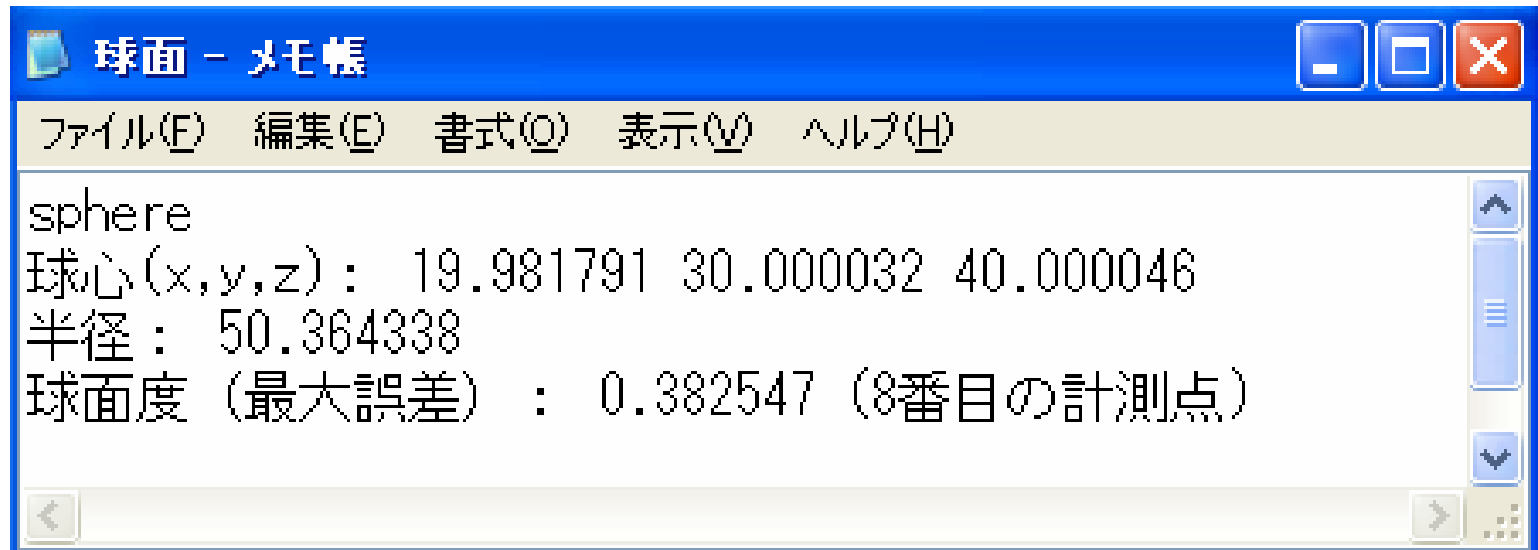 球面 - メモ帳
ファイル(F) 編集(E) 書式(O) 表示(V) ヘルプ(H)
sphere
球心(x,y,z): 19.981791 30.000032 40.000046
半径: 50.364338
球面度(最大誤差): 0.382547(8番目の計測点)